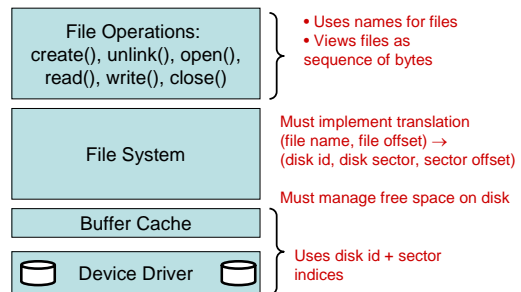 File Operations:
create(), unlink(), open(),
read(), write(), close()
• Uses names for files
• Views files as
sequence of bytes
File System
Must implement translation
(file name, file offset) →
(disk id, disk sector, sector offset)
Must manage free space on disk
Buffer Cache
Device Driver
Uses disk id + sector
indices